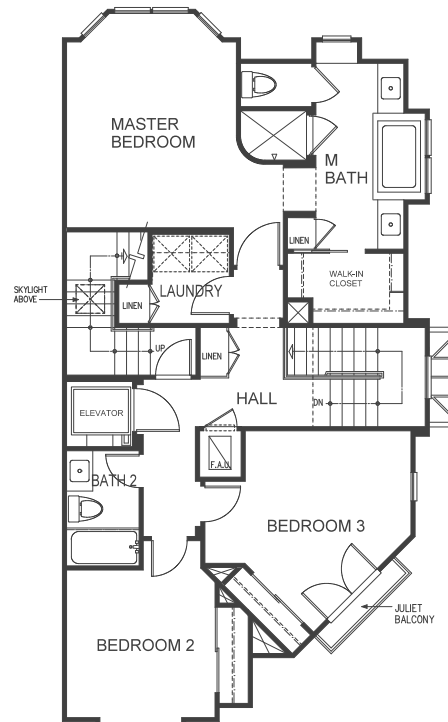 MASTER
BEDROOM
M
BATH
LINEN
WALK-IN
CLOSET
SKYLIGHT
ABOVE
LINEN
LAUNDRY
UP
LINEN
HALL
DN
ELEVATOR
F.A.U.
BATH 2
BEDROOM 3
JULIET
BALCONY
BEDROOM 2